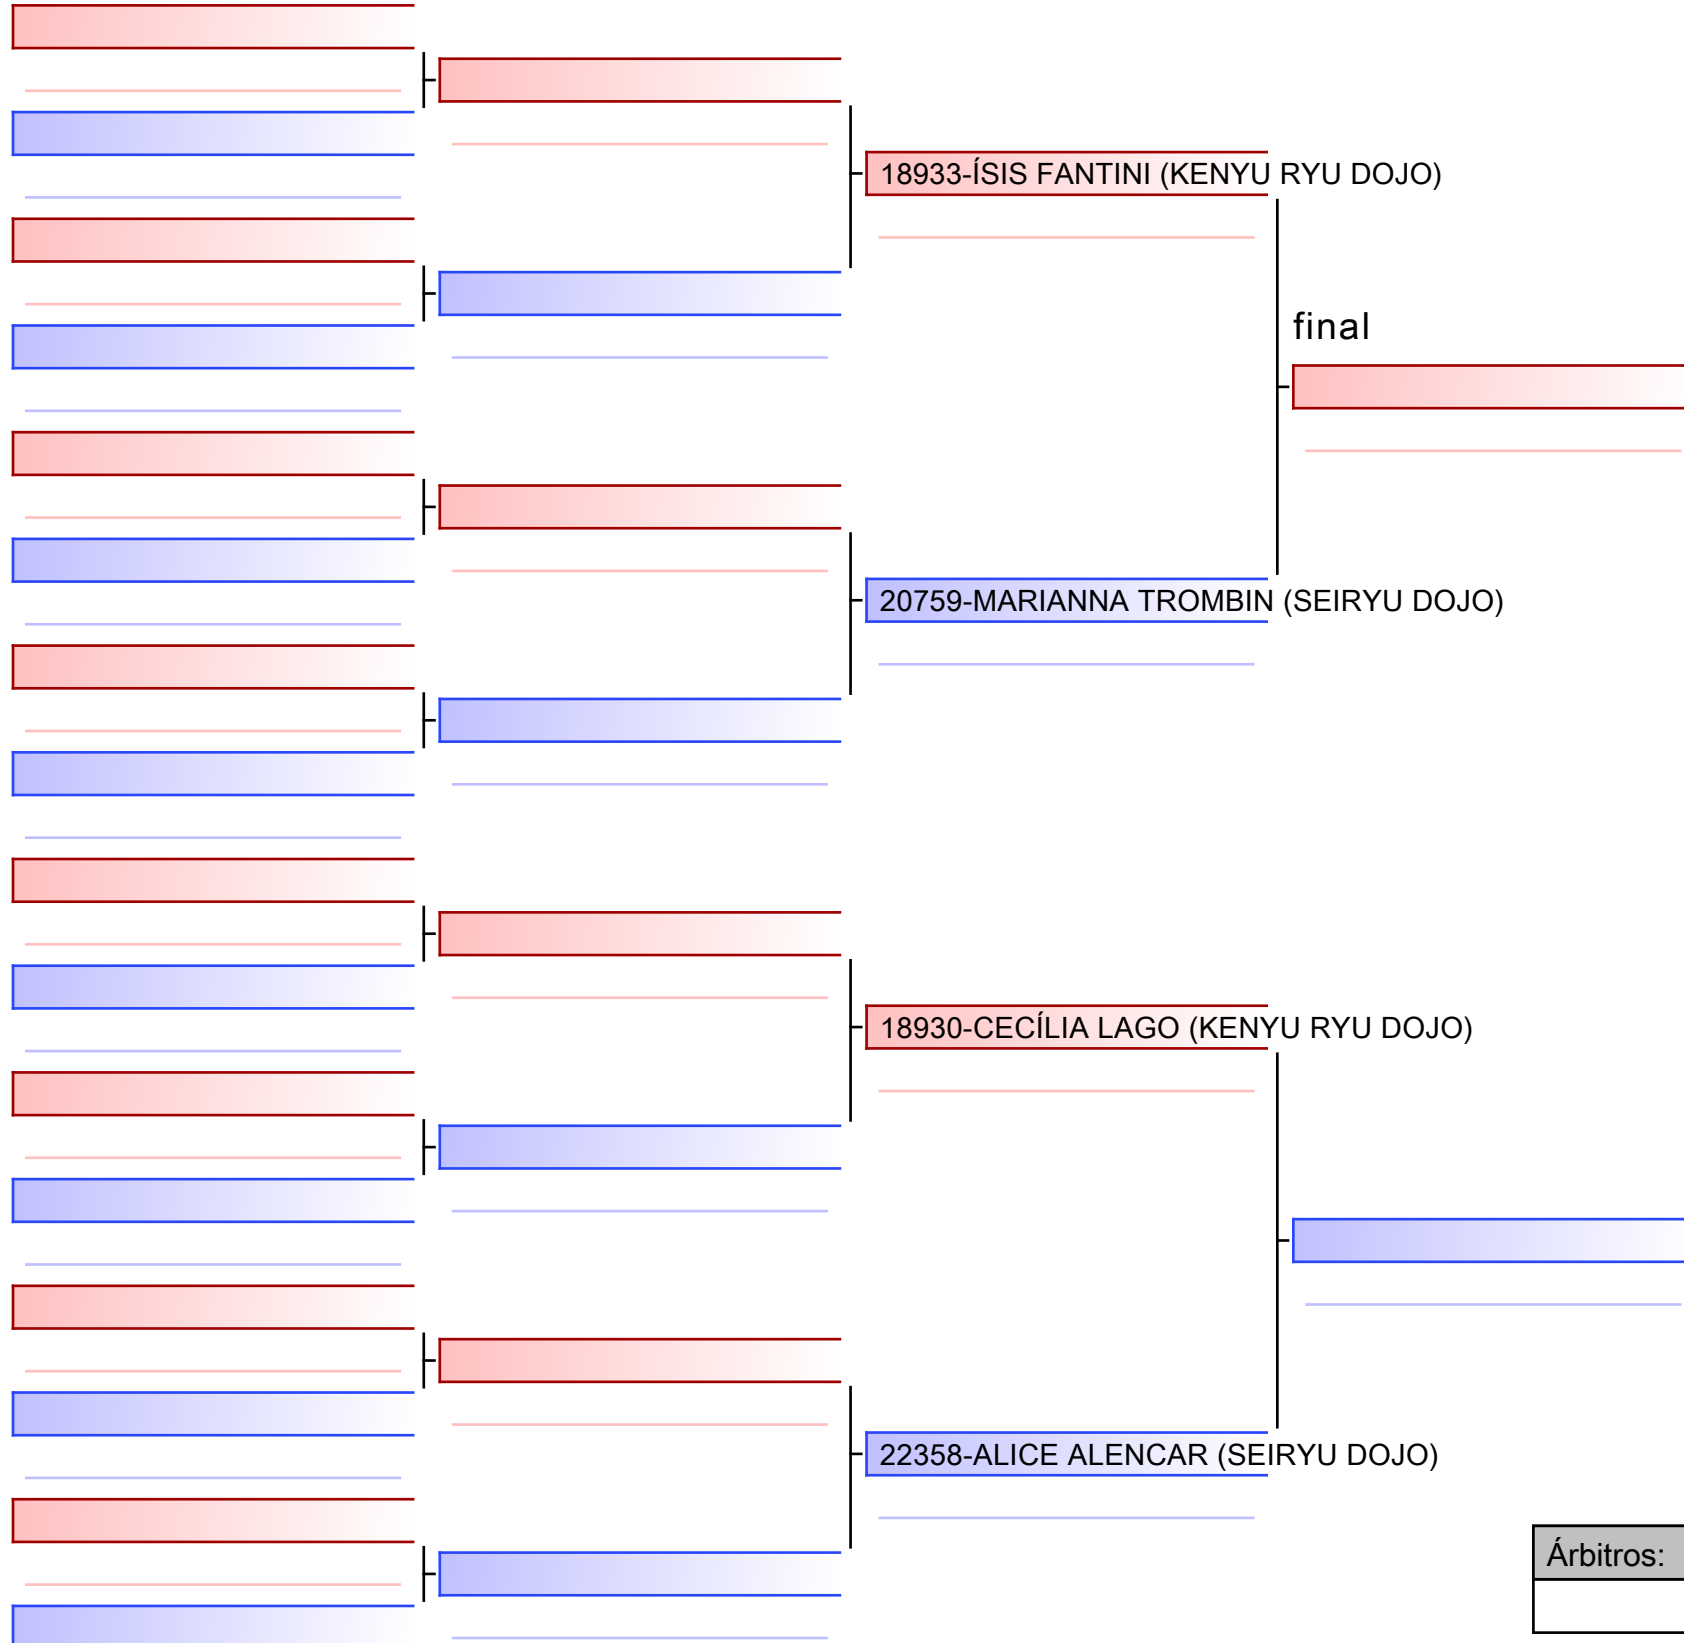 18933-ÍSIS FANTINI (KENYU RYU DOJO)
final
20759-MARIANNA TROMBIN (SEIRYU DOJO)
18930-CECÍLIA LAGO (KENYU RYU DOJO)
22358-ALICE ALENCAR (SEIRYU DOJO)
Árbitros: